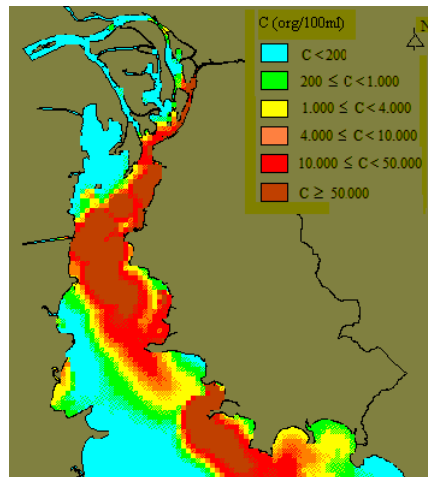 C (org/100ml)
N
C < 200
200 ≤ C < 1.000
1.000 ≤ C < 4.000
4.000 ≤ C < 10.000
10.000 ≤ C < 50.000
C ≥ 50.000